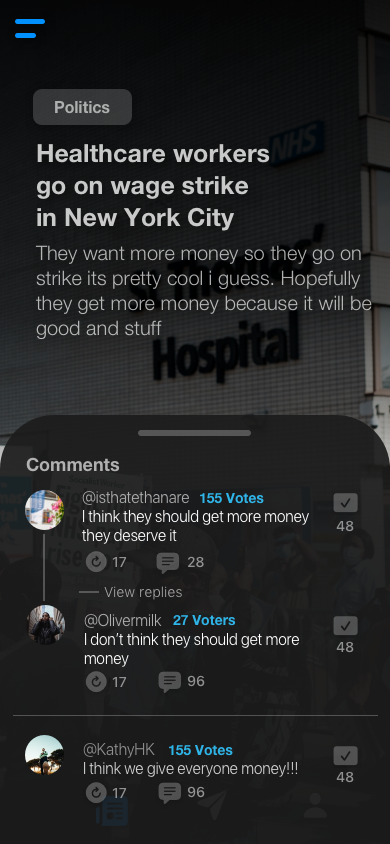 Politics
NHS
Healthcare workers
go on wage strike
in New York City
They want more money so they go on
strike its pretty cool i guess. Hopefully
they get more money because it will be
good and stuff
St Thomas'
Hospital
Comments
@isthatethanare 155 Votes
I think they should get more money
they deserve it
48
17 28
View replies
@Olivermilk 27 Voters
I don't think they should get more
money
48
17 96
@KathyHK 155 Votes
I think we give everyone money!!!
48
17 96